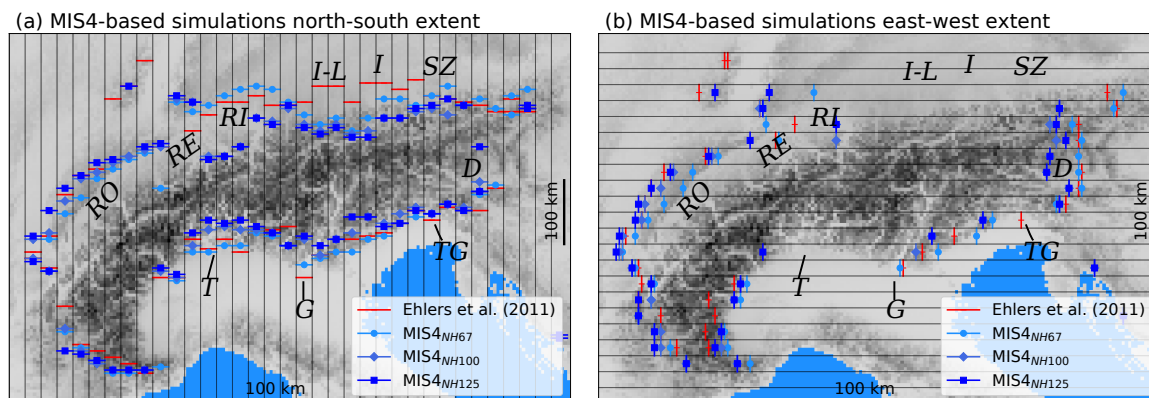 (a) MIS4-based simulations north-south extent
I-L
I
SZ
RI
RE
RO
D
T
G
TG
100 km
100 km
Ehlers et al. (2011)
MIS4NH67
MIS4NH100
MIS4NH125
(b) MIS4-based simulations east-west extent
I-L
I
SZ
RI
RE
RO
D
T
G
TG
100 km
100 km
Ehlers et al. (2011)
MIS4NH67
MIS4NH100
MIS4NH125